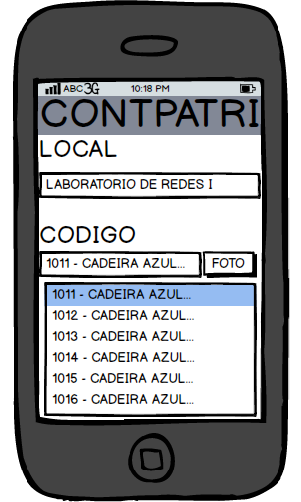 ABC 3G 10:18 PM
CONTPATRI
LOCAL
LABORATORIO DE REDES I
CODIGO
1011 - CADEIRA AZUL... FOTO
1011 - CADEIRA AZUL...
1012 - CADEIRA AZUL...
1013 - CADEIRA AZUL...
1014 - CADEIRA AZUL...
1015 - CADEIRA AZUL...
1016 - CADEIRA AZUL...